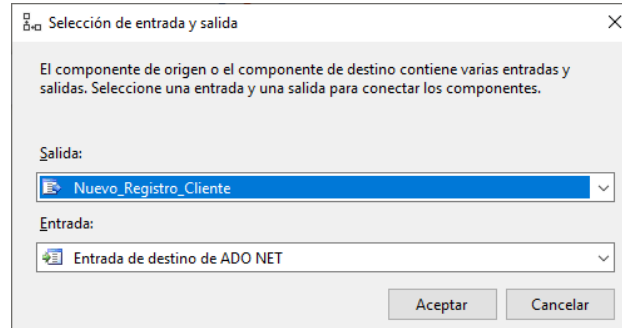 Selección de entrada y salida
El componente de origen o el componente de destino contiene varias entradas y
salidas. Seleccione una entrada y una salida para conectar los componentes.
Salida:
Nuevo_Registro_Cliente
Entrada:
Entrada de destino de ADO NET
Aceptar Cancelar